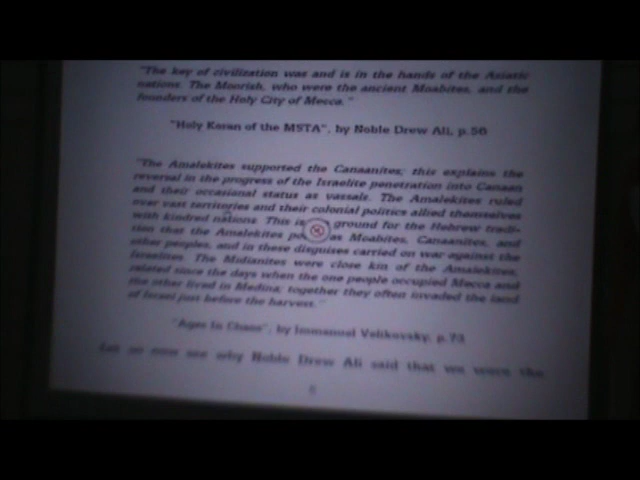 "The key of civilization was and is in the hands of the Asiatic
nations. The Moorish, who were the ancient Moabites, and the
founders of the Holy City of Mecca."
"Holy Koran of the MSTA", by Noble Drew Ali, p.56
"The Amalekites supported the Canaanites; this explains the
reversal in the progress of the Israelite penetration into Canaan
and their occasional status as vassals. The Amalekites ruled
over vast territories and their colonial politics allied themselves
with kindred nations. This is ground for the Hebrew tradi-
tion that the Amalekites as Moabites, Canaanites, and
other peoples, and in these disguises carried on war against the
Israelites. The Midianites were close kin of the Amalekites,
related since the days when the one people occupied Mecca and
the other lived in Medina; together they often invaded the land
of Israel just before the harvest."
"Ages In Chaos", by Immanuel Velikovsky, p.73
now see why Noble Drew Ali said that we were the
6